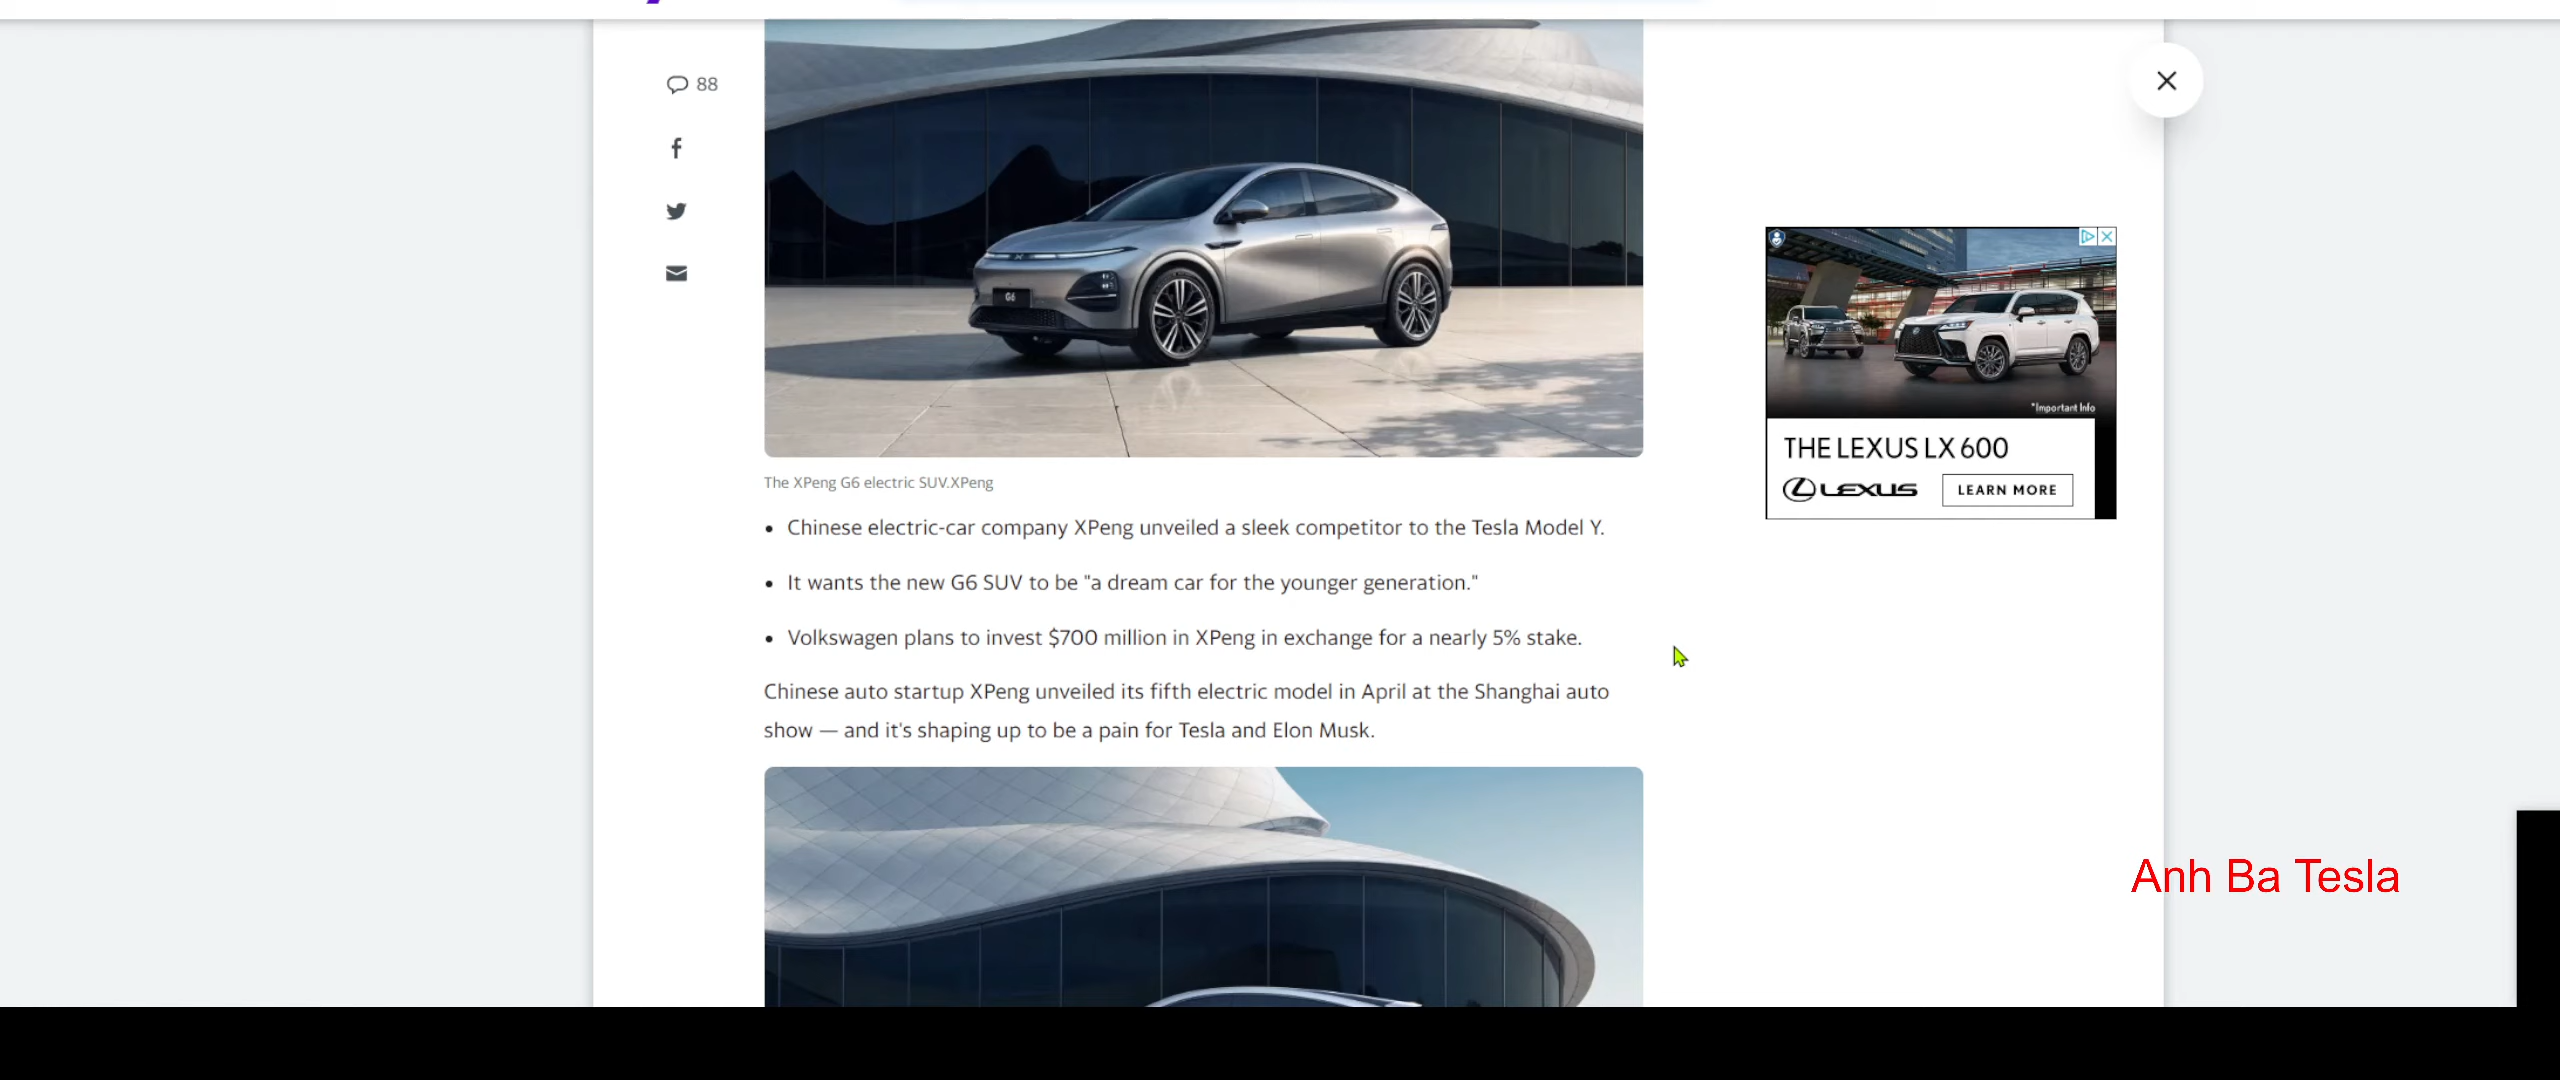 88
G6
The XPeng G6 electric SUV.XPeng
• Chinese electric-car company XPeng unveiled a sleek competitor to the Tesla Model Y.
• It wants the new G6 SUV to be "a dream car for the younger generation."
• Volkswagen plans to invest $700 million in XPeng in exchange for a nearly 5% stake.
Chinese auto startup XPeng unveiled its fifth electric model in April at the Shanghai auto
show — and it's shaping up to be a pain for Tesla and Elon Musk.
*Important Info
THE LEXUS LX 600
LEXUS
LEARN MORE
Anh Ba Tesla